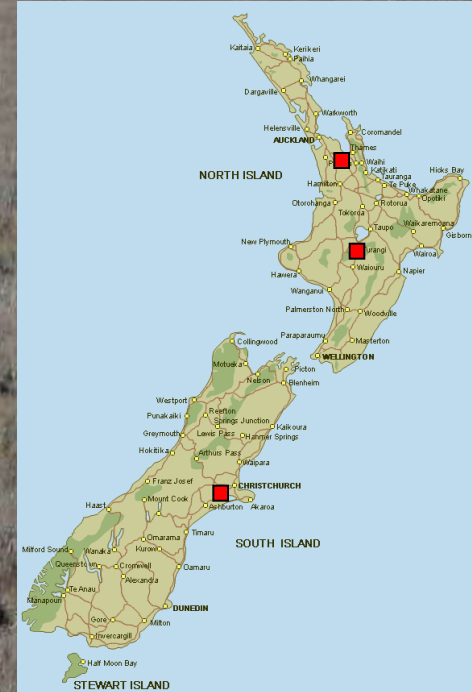 Kaitaia
Kerikeri
Paihia
Whangarei
Dargaville
Walkworth
Helensville
Coromandel
AUCKLAND
Thames
Waihi
Katikati
Hicks Bay
NORTH ISLAND
Tauranga
Hamilton
Te Puke
Whakatane
Opotiki
Otorohanga
Rotorua
Tokoroa
Taupo
Waikaremoana
Gisborn
New Plymouth
Wairoa
Waiouru
Napier
Hawera
Wanganui
Palmerston North
Woodville
Paraparaumu
Masterton
Collingwood
WELLINGTON
Motueka
Picton
Nelson
Blenheim
Westport
Reefton
Punakaiki
Springs Junction
Kaikoura
Greymouth
Lewis Pass
Hanmer Springs
Hokitika
Arthurs Pass
Waipara
Franz Josef
CHRISTCHURCH
Mount Cook
Haast
Ashburton
Akaroa
Timaru
Omarama
SOUTH ISLAND
Milford Sound
Wanaka
Kurow
Queenstown
Cromwell
Oamaru
Alexandra
Te Anau
Manapouri
DUNEDIN
Gore
Milton
Invercargill
Half Moon Bay
STEWART ISLAND